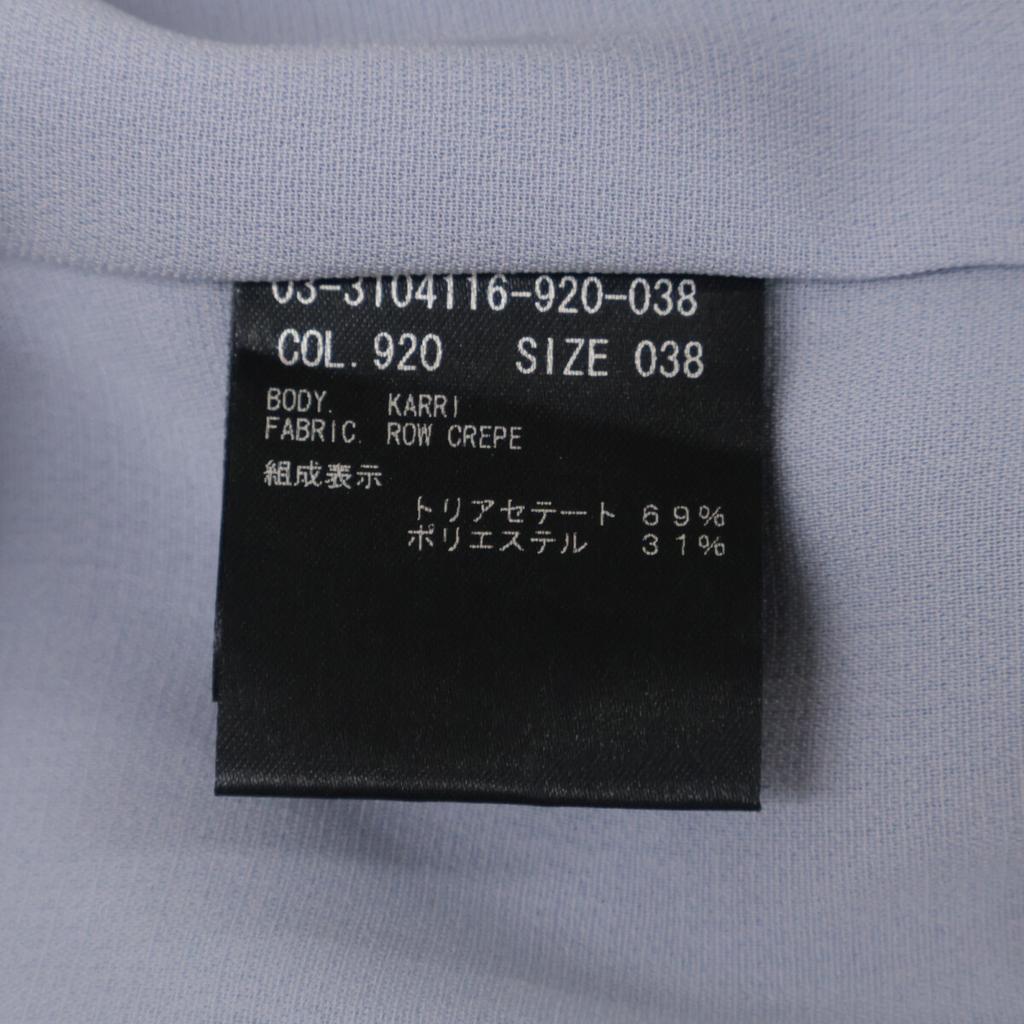 03-3104116-920-038
COL. 920 SIZE 038
BODY. KARRI
FABRIC. ROW CREPE
組成表示
トリアセテート 69%
ポリエステル 31%